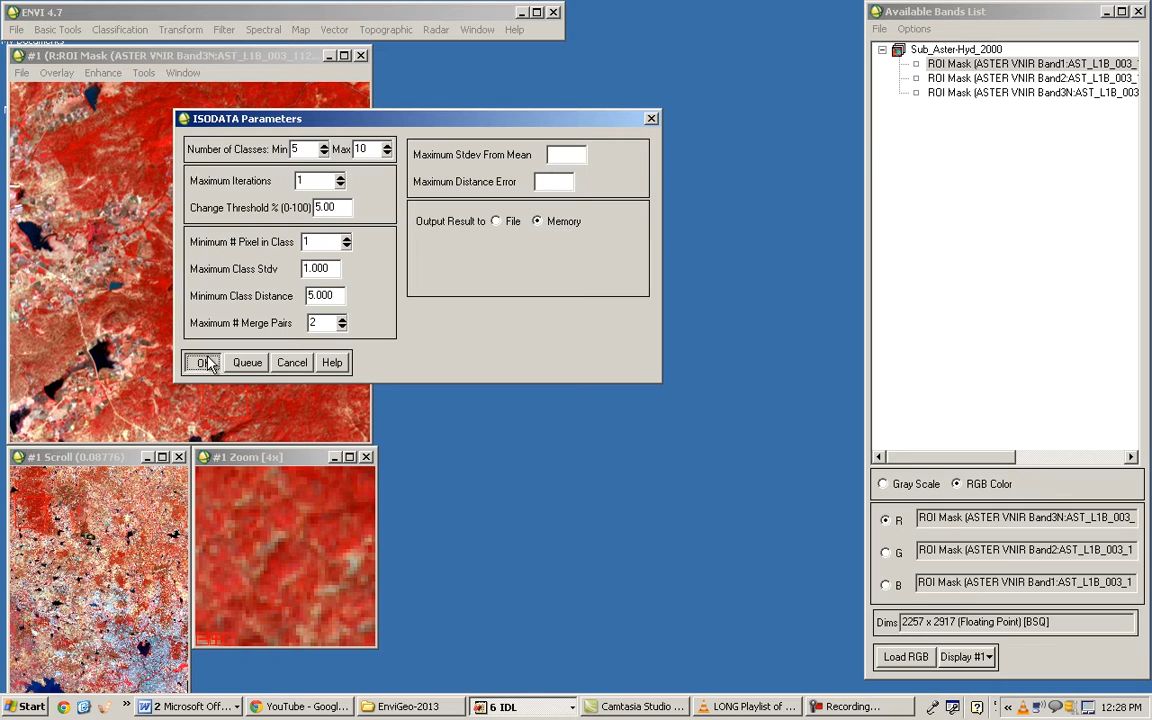 ENVI 4.7
File Basic Tools Classification Transform Filter Spectral Map Vector Topographic Radar Window Help
#1 (R:ROI Mask (ASTER VNIR Band3N:AST_L1B_003_112...
File Overlay Enhance Tools Window
ISODATA Parameters
Number of Classes: Min 5 Max 10
Maximum Iterations 1
Change Threshold % (0-100) 5.00
Minimum # Pixel in Class 1
Maximum Class Stdv 1.000
Minimum Class Distance 5.000
Maximum # Merge Pairs 2
Maximum Stdev From Mean
Maximum Distance Error
Output Result to File Memory
OK Queue Cancel Help
#1 Scroll (0.08776)
#1 Zoom [4x]
Available Bands List
File Options
Sub_Aster-Hyd_2000
ROI Mask (ASTER VNIR Band1:AST_L1B_003_
ROI Mask (ASTER VNIR Band2:AST_L1B_003_
ROI Mask (ASTER VNIR Band3N:AST_L1B_003
Gray Scale RGB Color
R ROI Mask (ASTER VNIR Band3N:AST_L1B_003_
G ROI Mask (ASTER VNIR Band2:AST_L1B_003_1
B ROI Mask (ASTER VNIR Band1:AST_L1B_003_1
Dims 2257 x 2917 (Floating Point) [BSQ]
Load RGB Display #1
Start 2 Microsoft Off... YouTube - Googl... EnviGeo-2013 6 IDL Camtasia Studio ... LONG Playlist of ... Recording... 12:28 PM